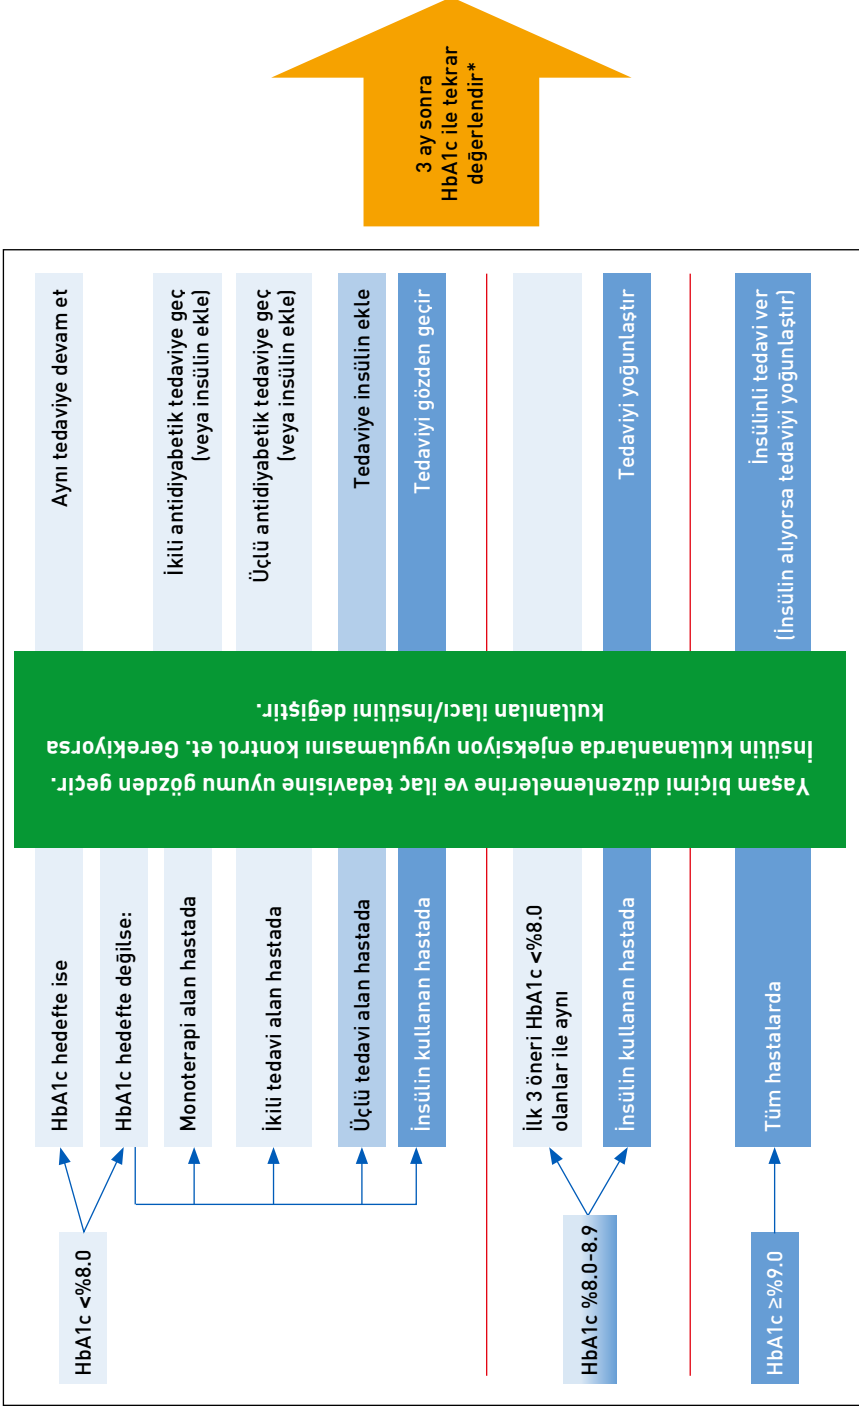 HbA1c <%8.0
HbA1c hedefte ise
Aynı tedaviye devam et
HbA1c hedefte değilse:
Monoterapi alan hastada
İkili antidiyabetik tedaviye geç
(veya insülin ekle)
İkili tedavi alan hastada
Üçlü antidiyabetik tedaviye geç
(veya insülin ekle)
Üçlü tedavi alan hastada
Tedaviye insülin ekle
İnsülin kullanan hastada
Tedaviyi gözden geçir
HbA1c %8.0-8.9
İlk 3 öneri HbA1c <%8.0
olanlar ile aynı
İnsülin kullanan hastada
Tedaviyi yoğunlaştır
HbA1c ≥%9.0
Tüm hastalarda
İnsülinli tedavi ver
(İnsülin alıyorsa tedaviyi yoğunlaştır)
Yaşam biçimi düzenlemelerine ve ilaç tedavisine uyumu gözden geçir.
İnsülin kullananlarda enjeksiyon uygulamasını kontrol et. Gerekiyorsa
kullanılan ilacı/insülini değiştir.
3 ay sonra
HbA1c ile tekrar
değerlendir*